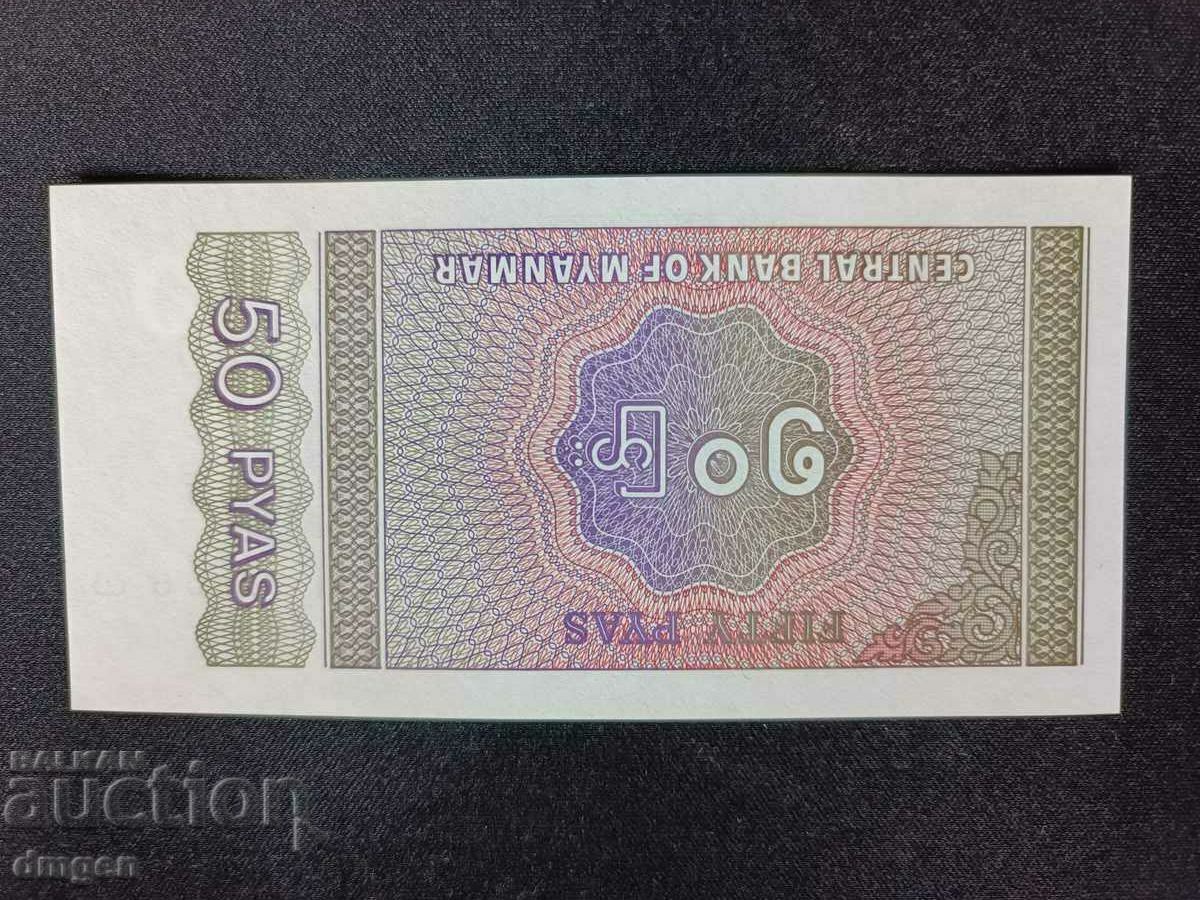 CENTRAL BANK OF MYANMAR
၅၀ ပြား
FIFTY PYAS
50 PYAS
BALKAN
auction
dmgen